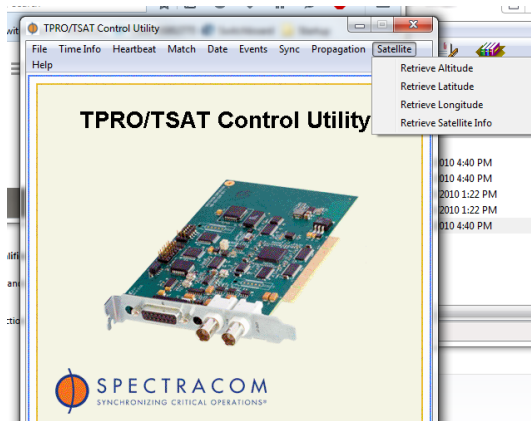 TPRO/TSAT Control Utility
File Time Info Heartbeat Match Date Events Sync Propagation Satellite
Help
Retrieve Altitude
Retrieve Latitude
Retrieve Longitude
Retrieve Satellite Info
TPRO/TSAT Control Utility
010 4:40 PM
010 4:40 PM
2010 1:22 PM
2010 1:22 PM
010 4:40 PM
SPECTRACOM
SYNCHRONIZING CRITICAL OPERATIONS®